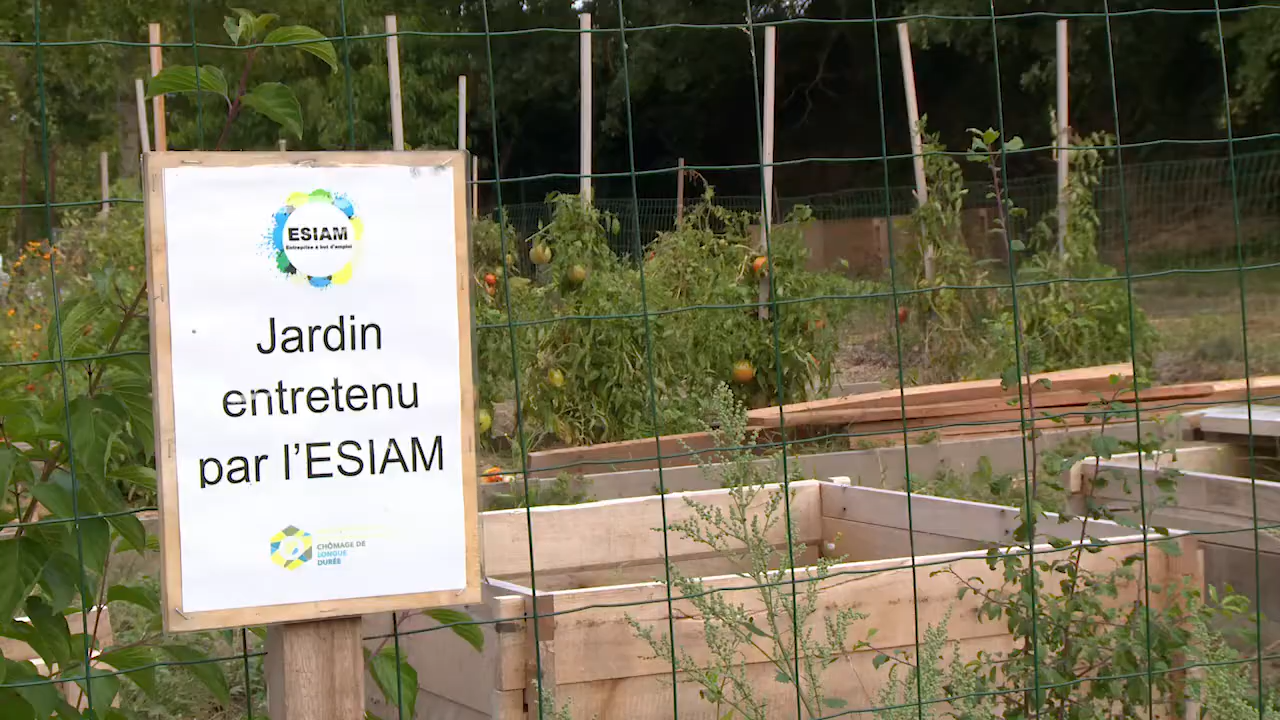 ESIAM
Entreprise à but d'emploi
Jardin
entretenu
par l'ESIAM
CHÔMAGE DE
LONGUE
DURÉE